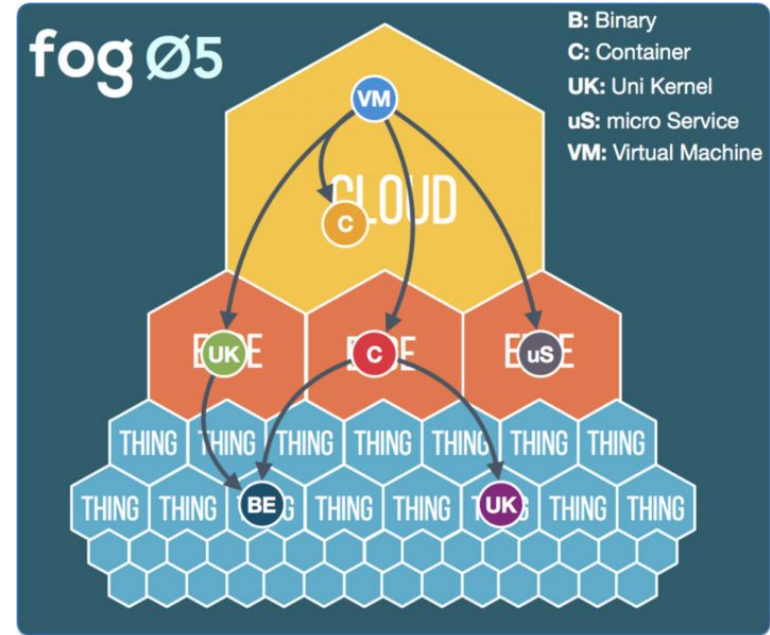 fog Ø5
B: Binary
C: Container
UK: Uni Kernel
uS: micro Service
VM: Virtual Machine
VM
CLOUD
C
UK
C
uS
THING THING THING THING THING THING THING
THING THING BE THING THING UK THING THING